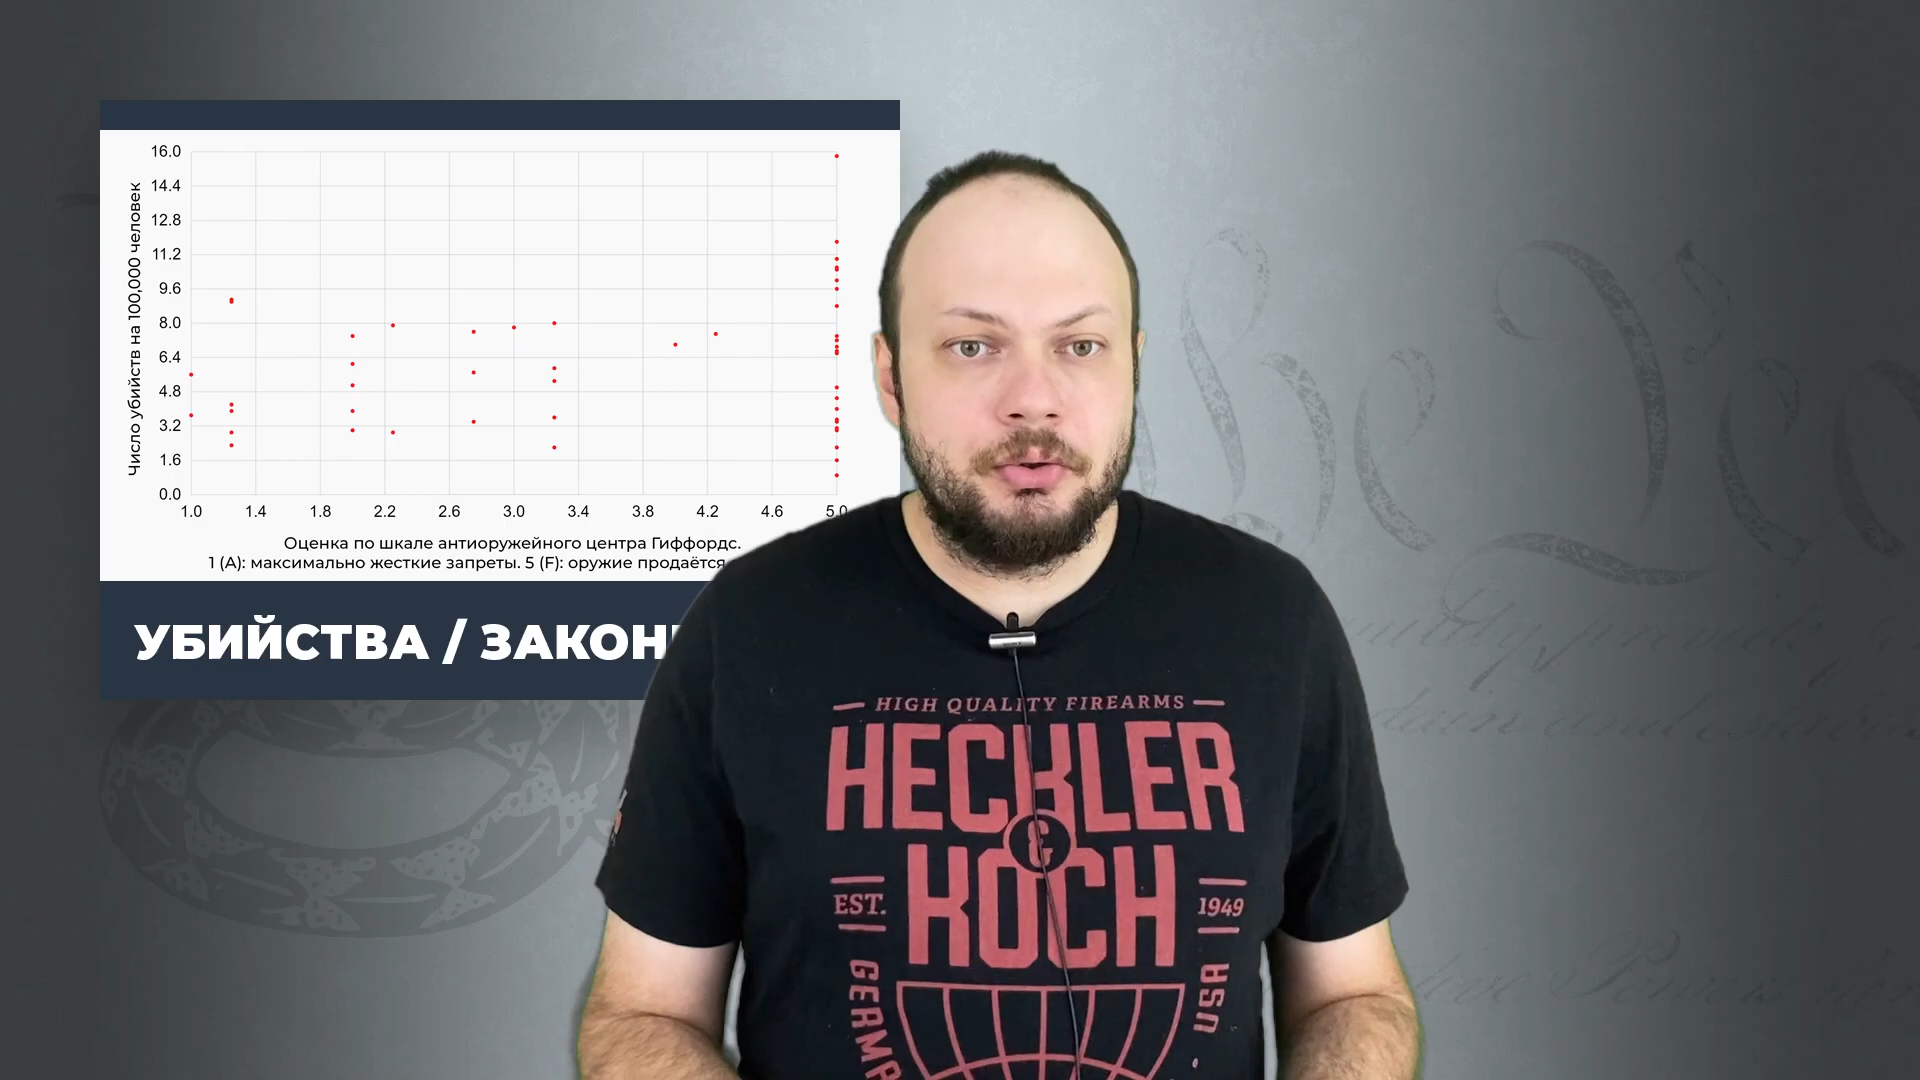 16.0
14.4
12.8
11.2
9.6
8.0
6.4
4.8
3.2
1.6
0.0
Число убийств на 100,000 человек
1.0 1.4 1.8 2.2 2.6 3.0 3.4 3.8 4.2 4.6 5.0
Оценка по шкале антиоружейного центра Гиффордс.
1 (A): максимально жесткие запреты. 5 (F): оружие продаётся
УБИЙСТВА / ЗАКОН
HIGH QUALITY FIREARMS
HECKLER
&
KOCH
EST. 1949
GERMA
USA